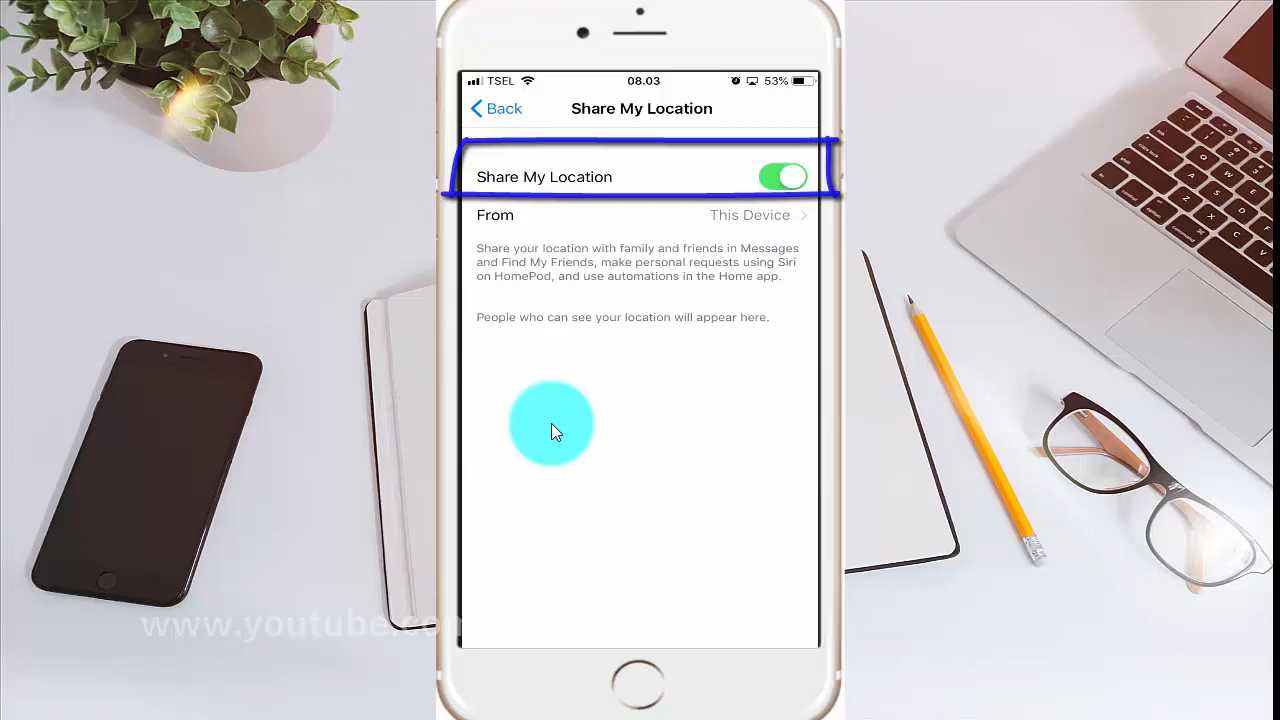 TSEL 08.03 53%
Back Share My Location
Share My Location
From This Device
Share your location with family and friends in Messages
and Find My Friends, make personal requests using Siri
on HomePod, and use automations in the Home app.
People who can see your location will appear here.
www.youtube.com